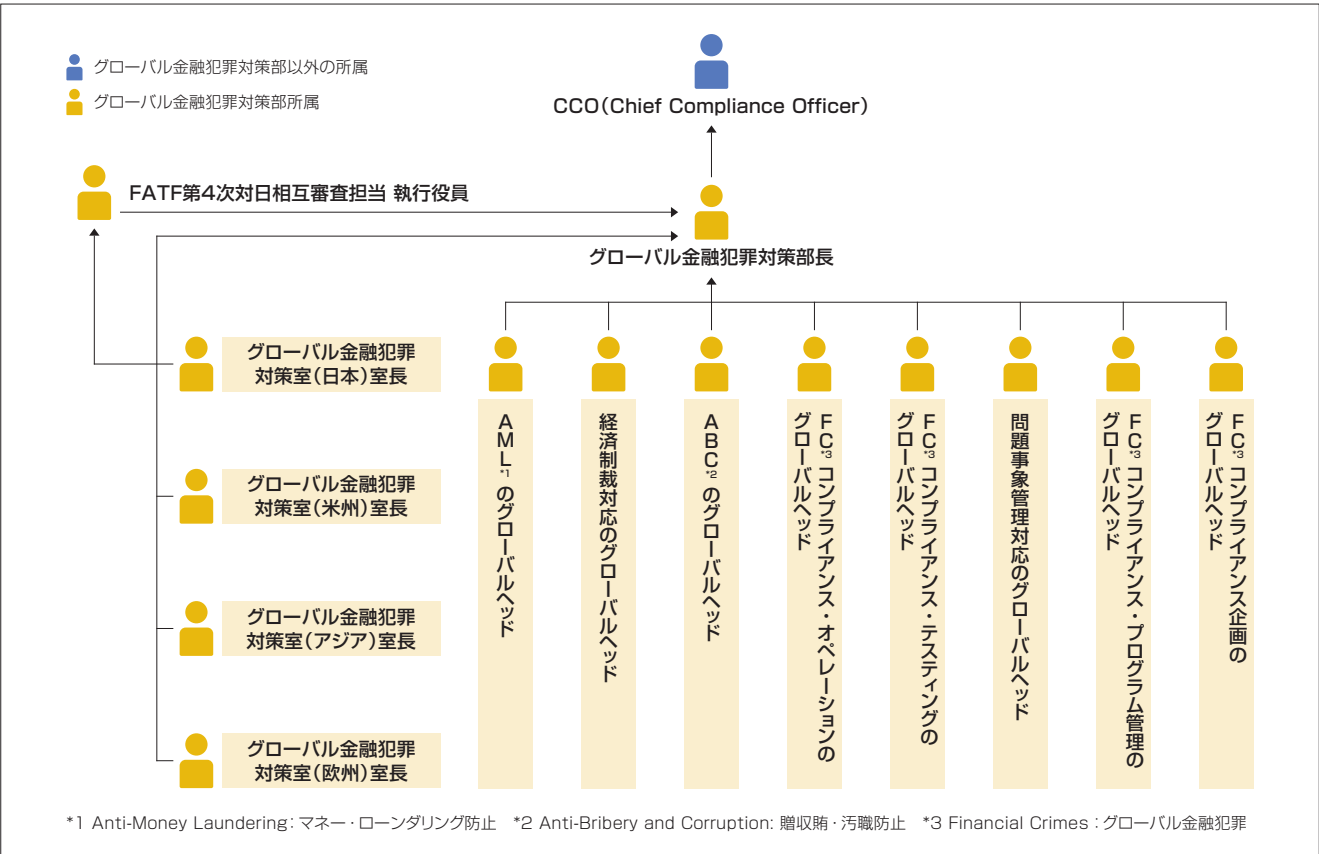 グローバル金融犯罪対策部以外の所属
グローバル金融犯罪対策部所属
CCO(Chief Compliance Officer)
FATF第4次対日相互審査担当 執行役員
グローバル金融犯罪対策部長
グローバル金融犯罪
対策室(日本)室長
グローバル金融犯罪
対策室(米州)室長
グローバル金融犯罪
対策室(アジア)室長
グローバル金融犯罪
対策室(欧州)室長
AML*1のグローバルヘッド
経済制裁対応のグローバルヘッド
ABC*2のグローバルヘッド
FC*3コンプライアンス・オペレーションの
グローバルヘッド
FC*3コンプライアンス・テスティングの
グローバルヘッド
問題事象管理対応のグローバルヘッド
FC*3コンプライアンス・プログラム管理の
グローバルヘッド
FC*3コンプライアンス企画の
グローバルヘッド
*1 Anti-Money Laundering:マネー・ローンダリング防止 *2 Anti-Bribery and Corruption: 贈収賄・汚職防止 *3 Financial Crimes:グローバル金融犯罪